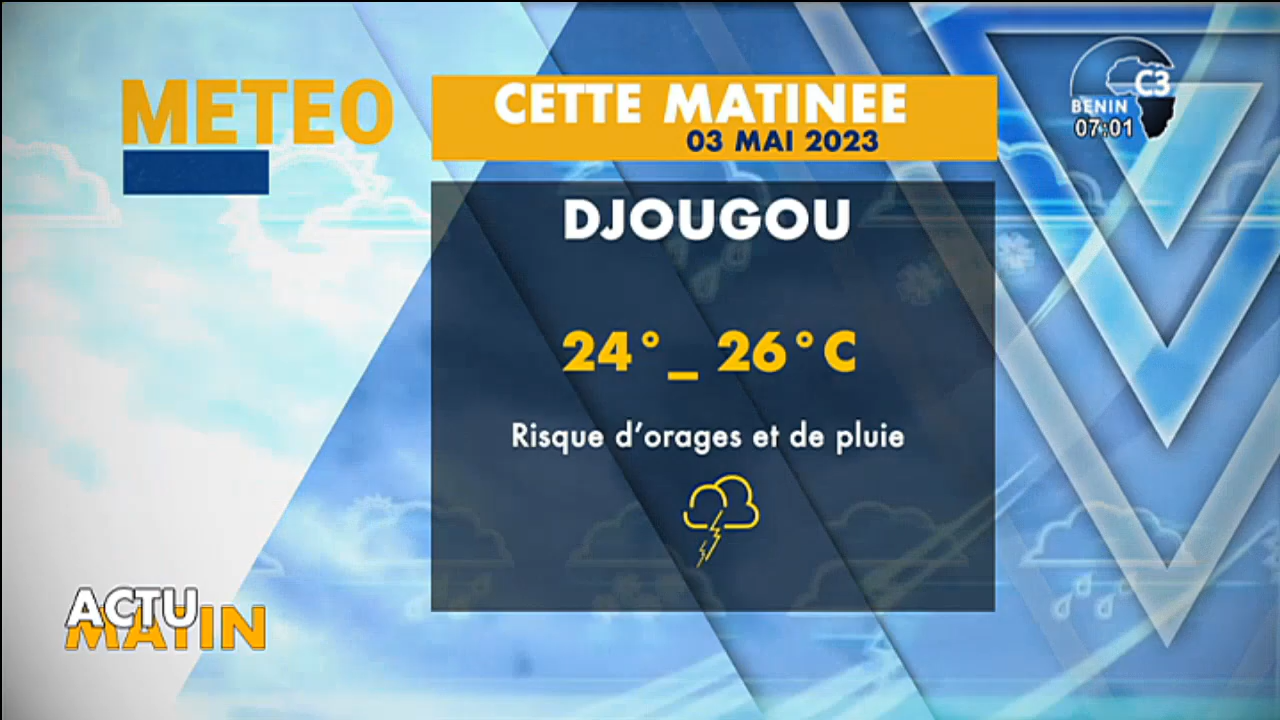 METEO
CETTE MATINEE
03 MAI 2023
C3
BENIN
07:01
DJOUGOU
24°_ 26°C
Risque d'orages et de pluie
ACTU
MATIN